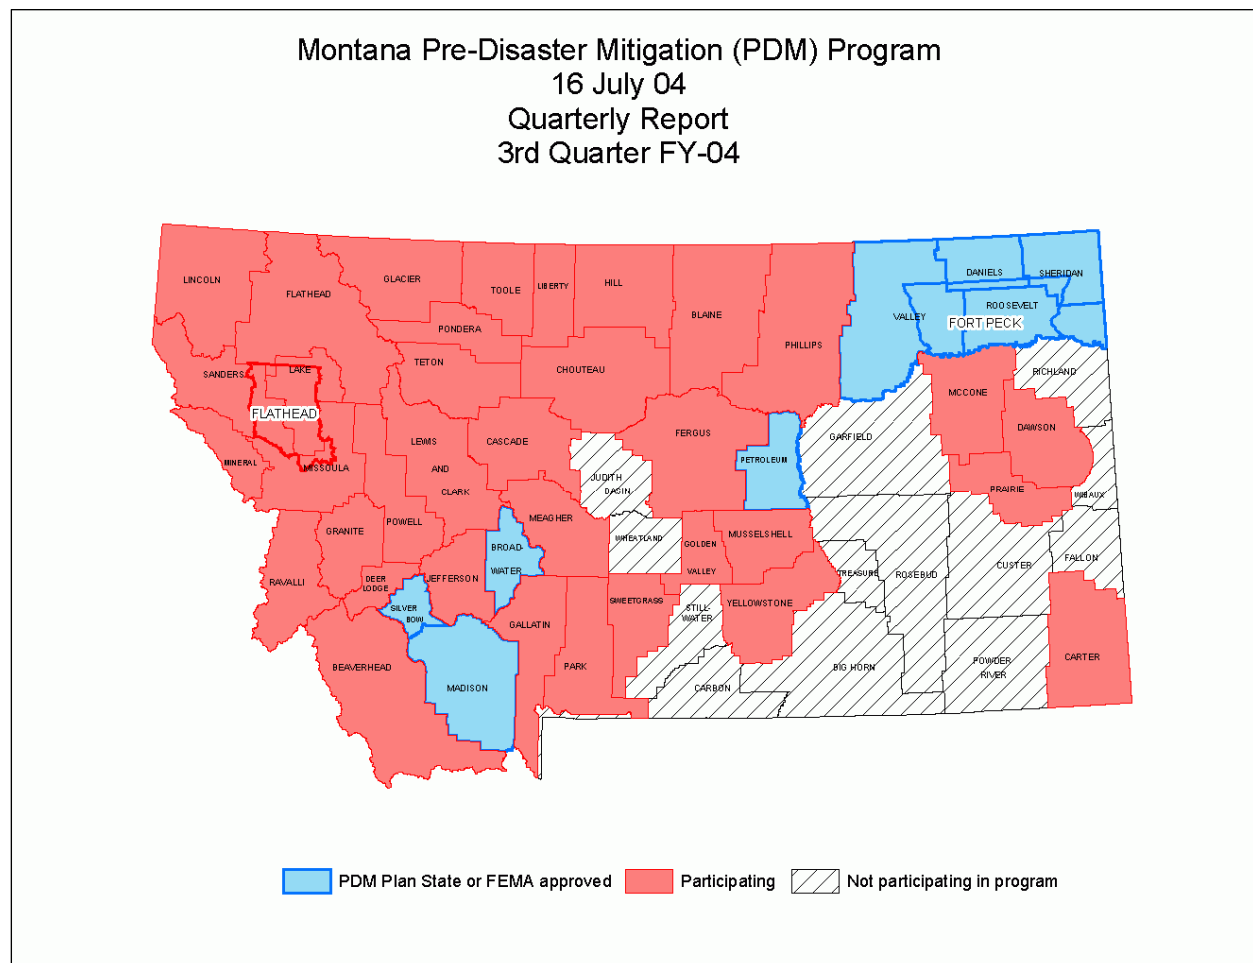 Montana Pre-Disaster Mitigation (PDM) Program
16 July 04
Quarterly Report
3rd Quarter FY-04
LINCOLN
FLATHEAD
GLACIER
TOOLE
LIBERTY
HILL
BLAINE
PHILLIPS
VALLEY
DANIELS
SHERIDAN
ROOSEVELT
FORT PECK
PONDERA
TETON
CHOUTEAU
SANDERS
LAKE
FLATHEAD
MINERAL
MISSOULA
LEWIS
AND
CLARK
CASCADE
FERGUS
JUDITH
BASIN
PETROLEUM
GARFIELD
MCCONE
RICHLAND
DAWSON
PRAIRIE
WIBAUX
GRANITE
POWELL
MEAGHER
BROAD-
WATER
WHEATLAND
GOLDEN
VALLEY
MUSSELSHELL
TREASURE
ROSEBUD
CUSTER
FALLON
RAVALLI
DEER
LODGE
JEFFERSON
SILVER
BOW
GALLATIN
SWEETGRASS
STILL-
WATER
YELLOWSTONE
BEAVERHEAD
MADISON
PARK
CARBON
BIG HORN
POWDER
RIVER
CARTER
PDM Plan State or FEMA approved
Participating
Not participating in program